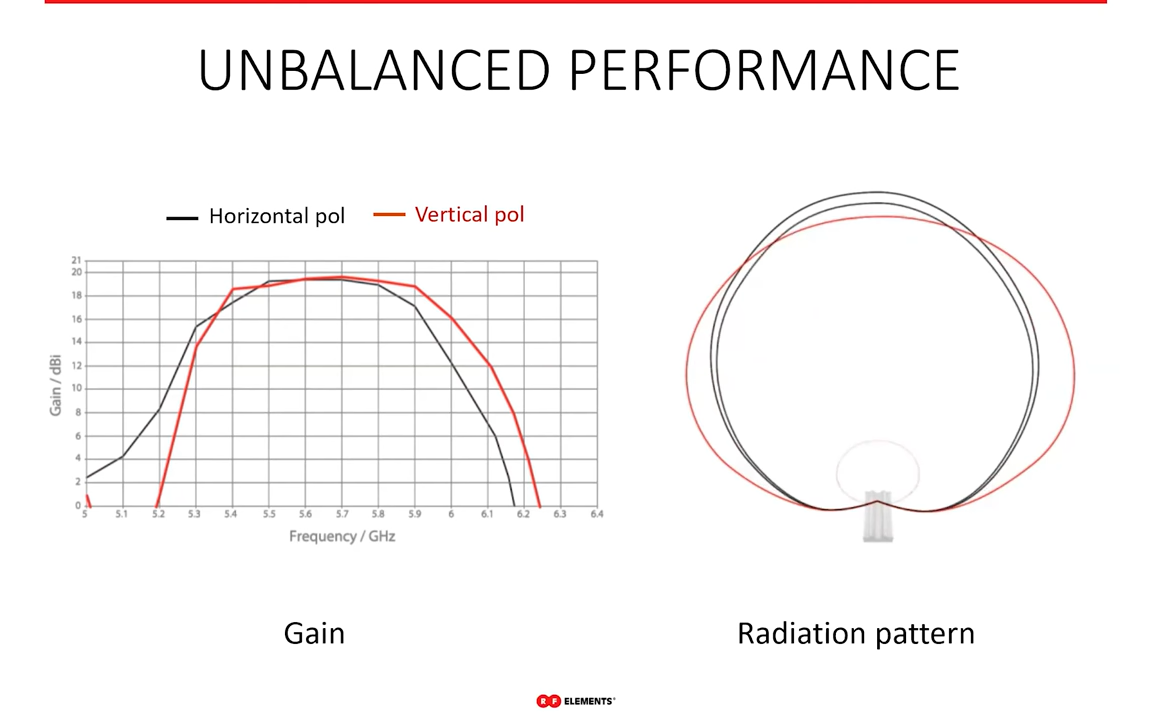 UNBALANCED PERFORMANCE
Horizontal pol
Vertical pol
21
20
18
16
14
12
10
8
6
4
2
0
Gain / dBi
5 5.1 5.2 5.3 5.4 5.5 5.6 5.7 5.8 5.9 6 6.1 6.2 6.3 6.4
Frequency / GHz
Gain
Radiation pattern
RF ELEMENTS